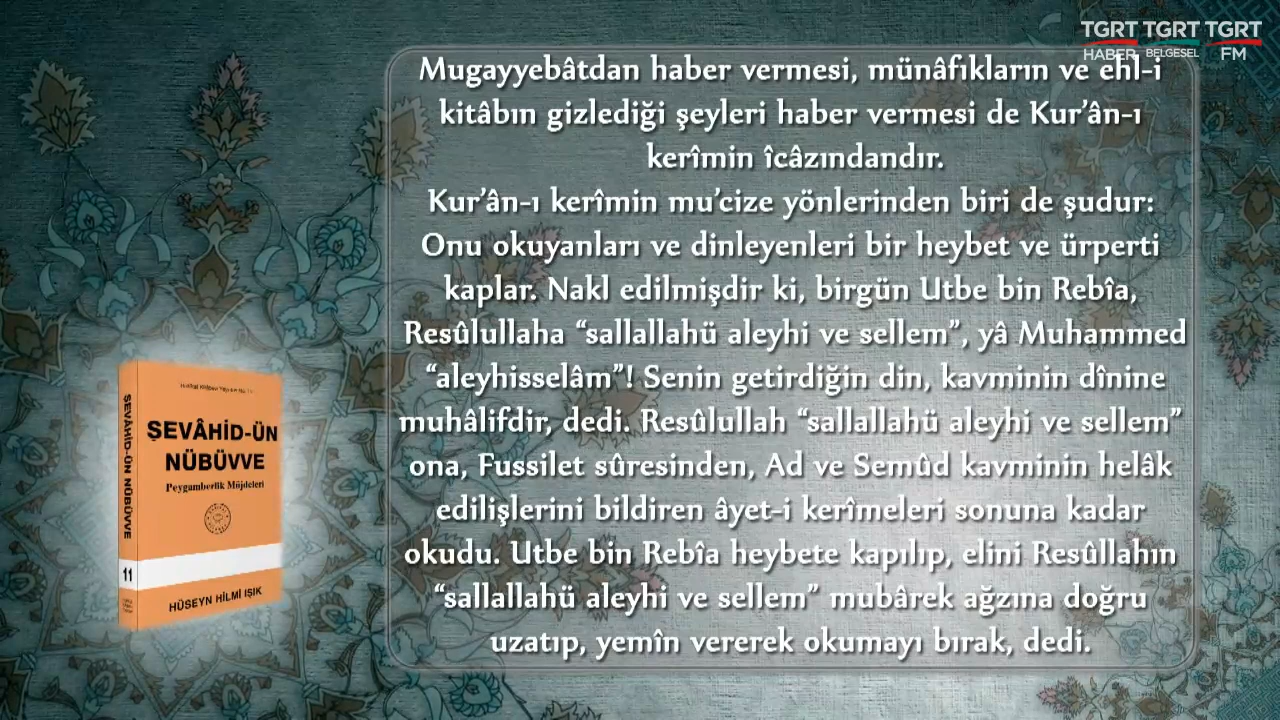 TGRT TGRT TGRT
HABER BELGESEL FM
Mugayyebâtdan haber vermesi, münâfıkların ve ehl-i
kitâbın gizlediği şeyleri haber vermesi de Kur’ân-ı
kerîmin îcâzındandır.
Kur’ân-ı kerîmin mu’cize yönlerinden biri de şudur:
Onu okuyanları ve dinleyenleri bir heybet ve ürperti
kaplar. Nakl edilmişdir ki, birgün Utbe bin Rebîa,
Resûlullaha “sallallahü aleyhi ve sellem”, yâ Muhammed
“aleyhisselâm”! Senin getirdiğin din, kavminin dînine
muhâlifdir, dedi. Resûlullah “sallallahü aleyhi ve sellem”
ona, Fussilet sûresinden, Ad ve Semûd kavminin helâk
edilişlerini bildiren âyet-i kerîmeleri sonuna kadar
okudu. Utbe bin Rebîa heybete kapılıp, elini Resûllahın
“sallallahü aleyhi ve sellem” mubârek ağzına doğru
uzatıp, yemîn vererek okumayı bırak, dedi.
ŞEVÂHİD-ÜN
NÜBÜVVE
Peygamberlik Müjdeleri
HÜSEYN HİLMİ IŞIK
ŞEVÂHİD-ÜN NÜBÜVVE
11